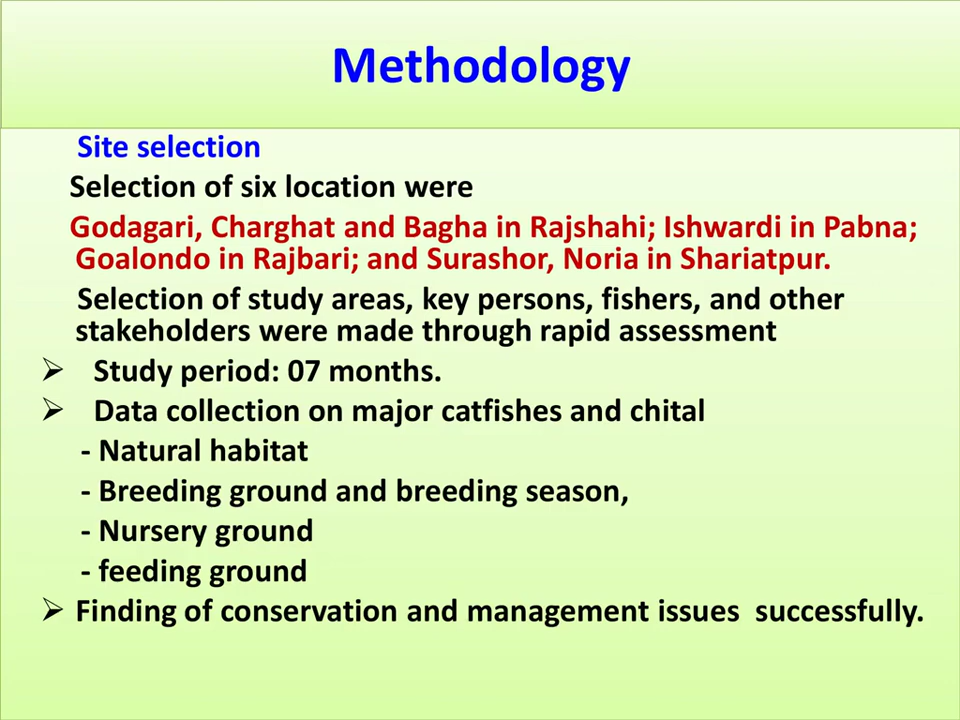 Methodology
Site selection
Selection of six location were
Godagari, Charghat and Bagha in Rajshahi; Ishwardi in Pabna;
Goalondo in Rajbari; and Surashor, Noria in Shariatpur.
Selection of study areas, key persons, fishers, and other
stakeholders were made through rapid assessment
➢ Study period: 07 months.
➢ Data collection on major catfishes and chital
- Natural habitat
- Breeding ground and breeding season,
- Nursery ground
- feeding ground
➢ Finding of conservation and management issues  successfully.